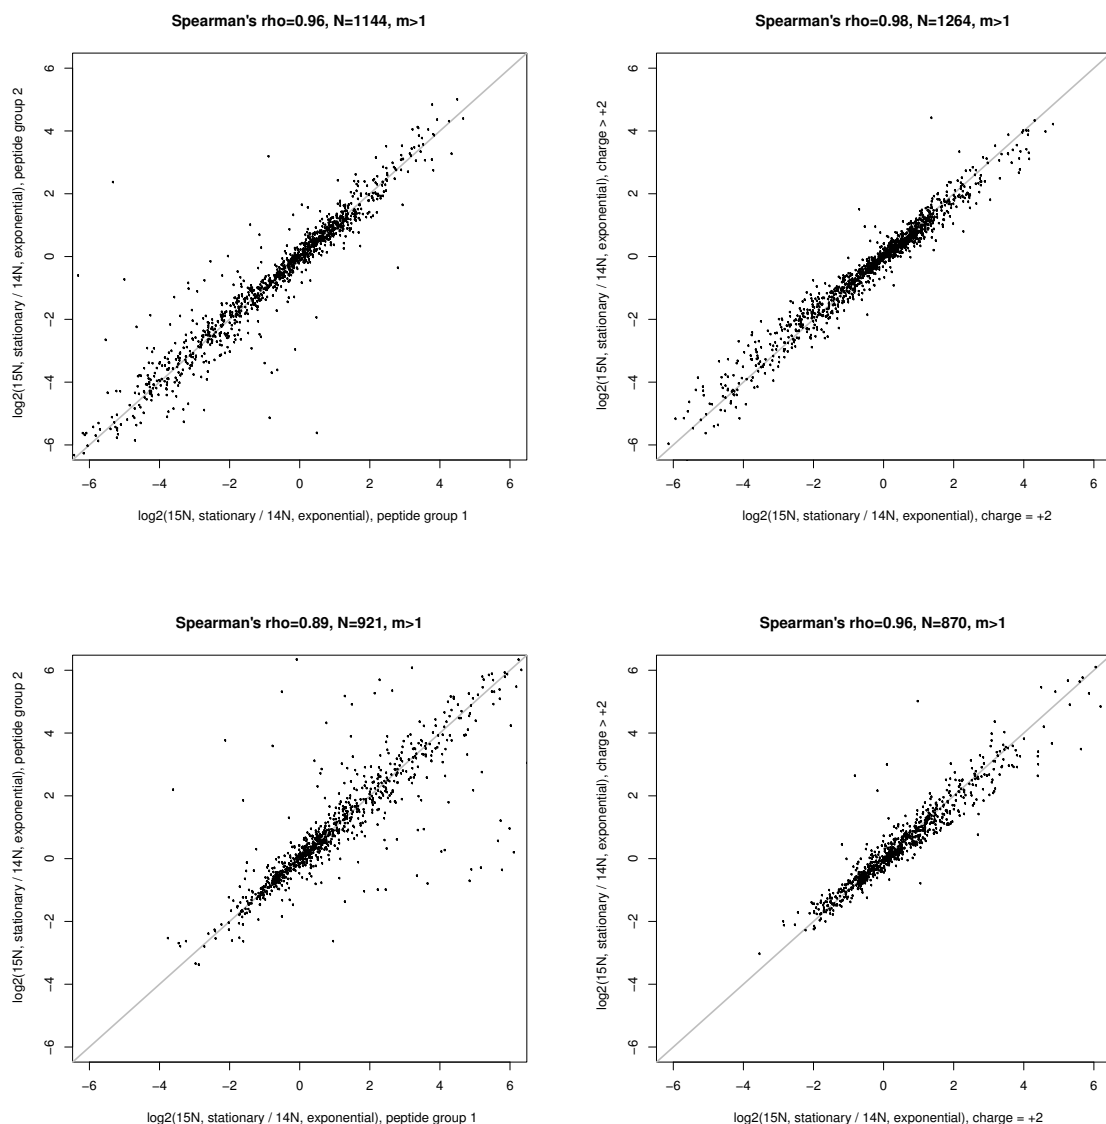 Spearman's rho=0.96, N=1144, m>1
log2(15N, stationary / 14N, exponential), peptide group 2
6
4
2
0
−2
−4
−6
−6 −4 −2 0 2 4 6
log2(15N, stationary / 14N, exponential), peptide group 1
Spearman's rho=0.98, N=1264, m>1
log2(15N, stationary / 14N, exponential), charge > +2
6
4
2
0
−2
−4
−6
−6 −4 −2 0 2 4 6
log2(15N, stationary / 14N, exponential), charge = +2
Spearman's rho=0.89, N=921, m>1
log2(15N, stationary / 14N, exponential), peptide group 2
6
4
2
0
−2
−4
−6
−6 −4 −2 0 2 4 6
log2(15N, stationary / 14N, exponential), peptide group 1
Spearman's rho=0.96, N=870, m>1
log2(15N, stationary / 14N, exponential), charge > +2
6
4
2
0
−2
−4
−6
−6 −4 −2 0 2 4 6
log2(15N, stationary / 14N, exponential), charge = +2